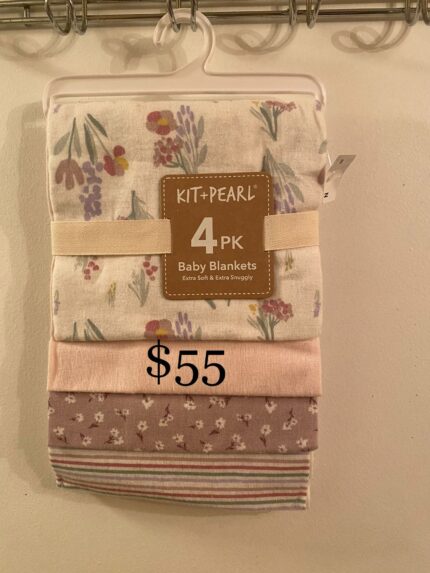 KIT+PEARL®
4PK
Baby Blankets
Extra Soft & Extra Snuggly
$55